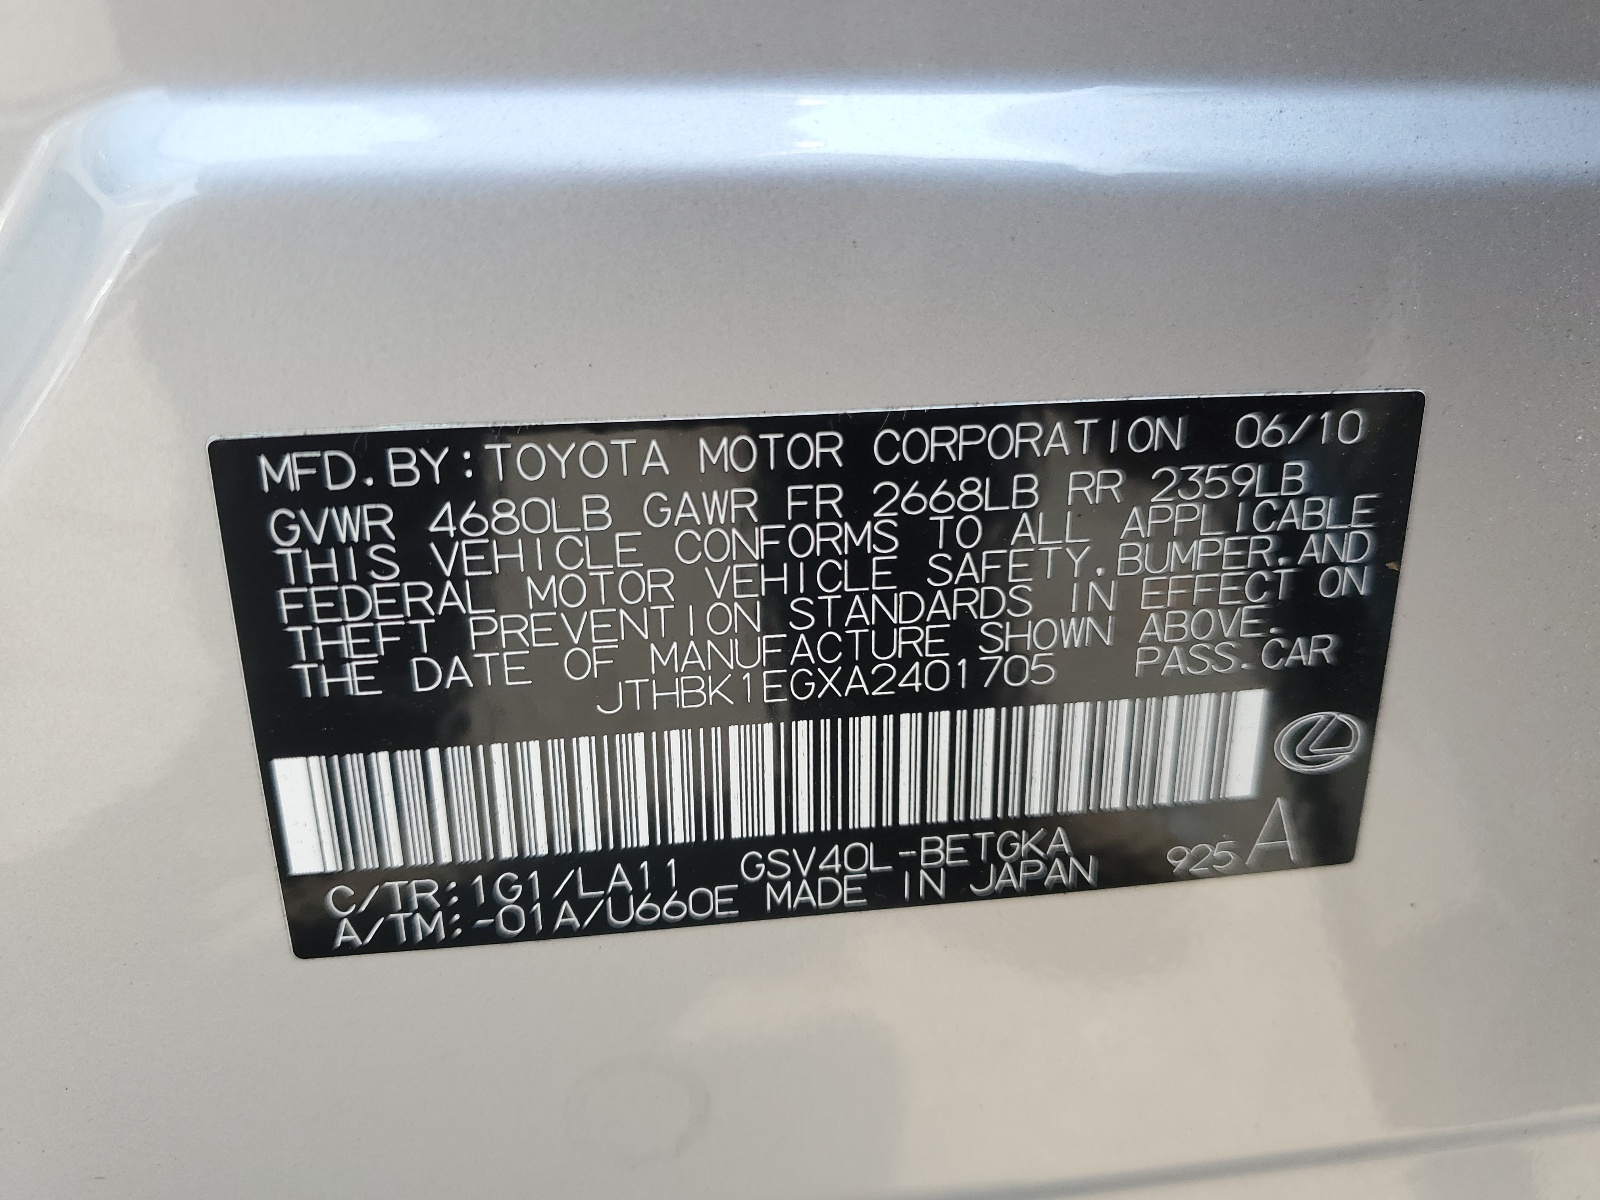 MFD.BY:TOYOTA MOTOR CORPORATION 06/10
GVWR 4680LB GAWR FR 2668LB RR 2359LB
THIS VEHICLE CONFORMS TO ALL APPLICABLE
FEDERAL MOTOR VEHICLE SAFETY.BUMPER.AND
THEFT PREVENTION STANDARDS IN EFFECT ON
THE DATE OF MANUFACTURE SHOWN ABOVE.
JTHBK1EGXA2401705 PASS.CAR
C/TR:1G1/LA11 GSV40L-BETGKA 925 A
A/TM:-01A/U660E MADE IN JAPAN